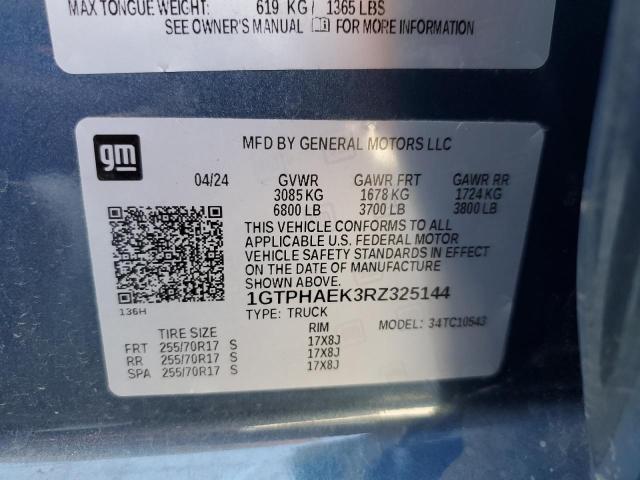 MAX TONGUE WEIGHT: 619 KG/ 1365 LBS
SEE OWNER'S MANUAL FOR MORE INFORMATION
gm
MFD BY GENERAL MOTORS LLC
04/24 GVWR GAWR FRT GAWR RR
3085 KG 1678 KG 1724 KG
6800 LB 3700 LB 3800 LB
THIS VEHICLE CONFORMS TO ALL
APPLICABLE U.S. FEDERAL MOTOR
VEHICLE SAFETY STANDARDS IN EFFECT
ON THE DATE OF MANUFACTURE
SHOWN ABOVE.
1GTPHAEK3RZ325144
136H
TYPE: TRUCK MODEL: 34TC10543
TIRE SIZE RIM
FRT 255/70R17 S 17X8J
RR 255/70R17 S 17X8J
SPA 255/70R17 S 17X8J